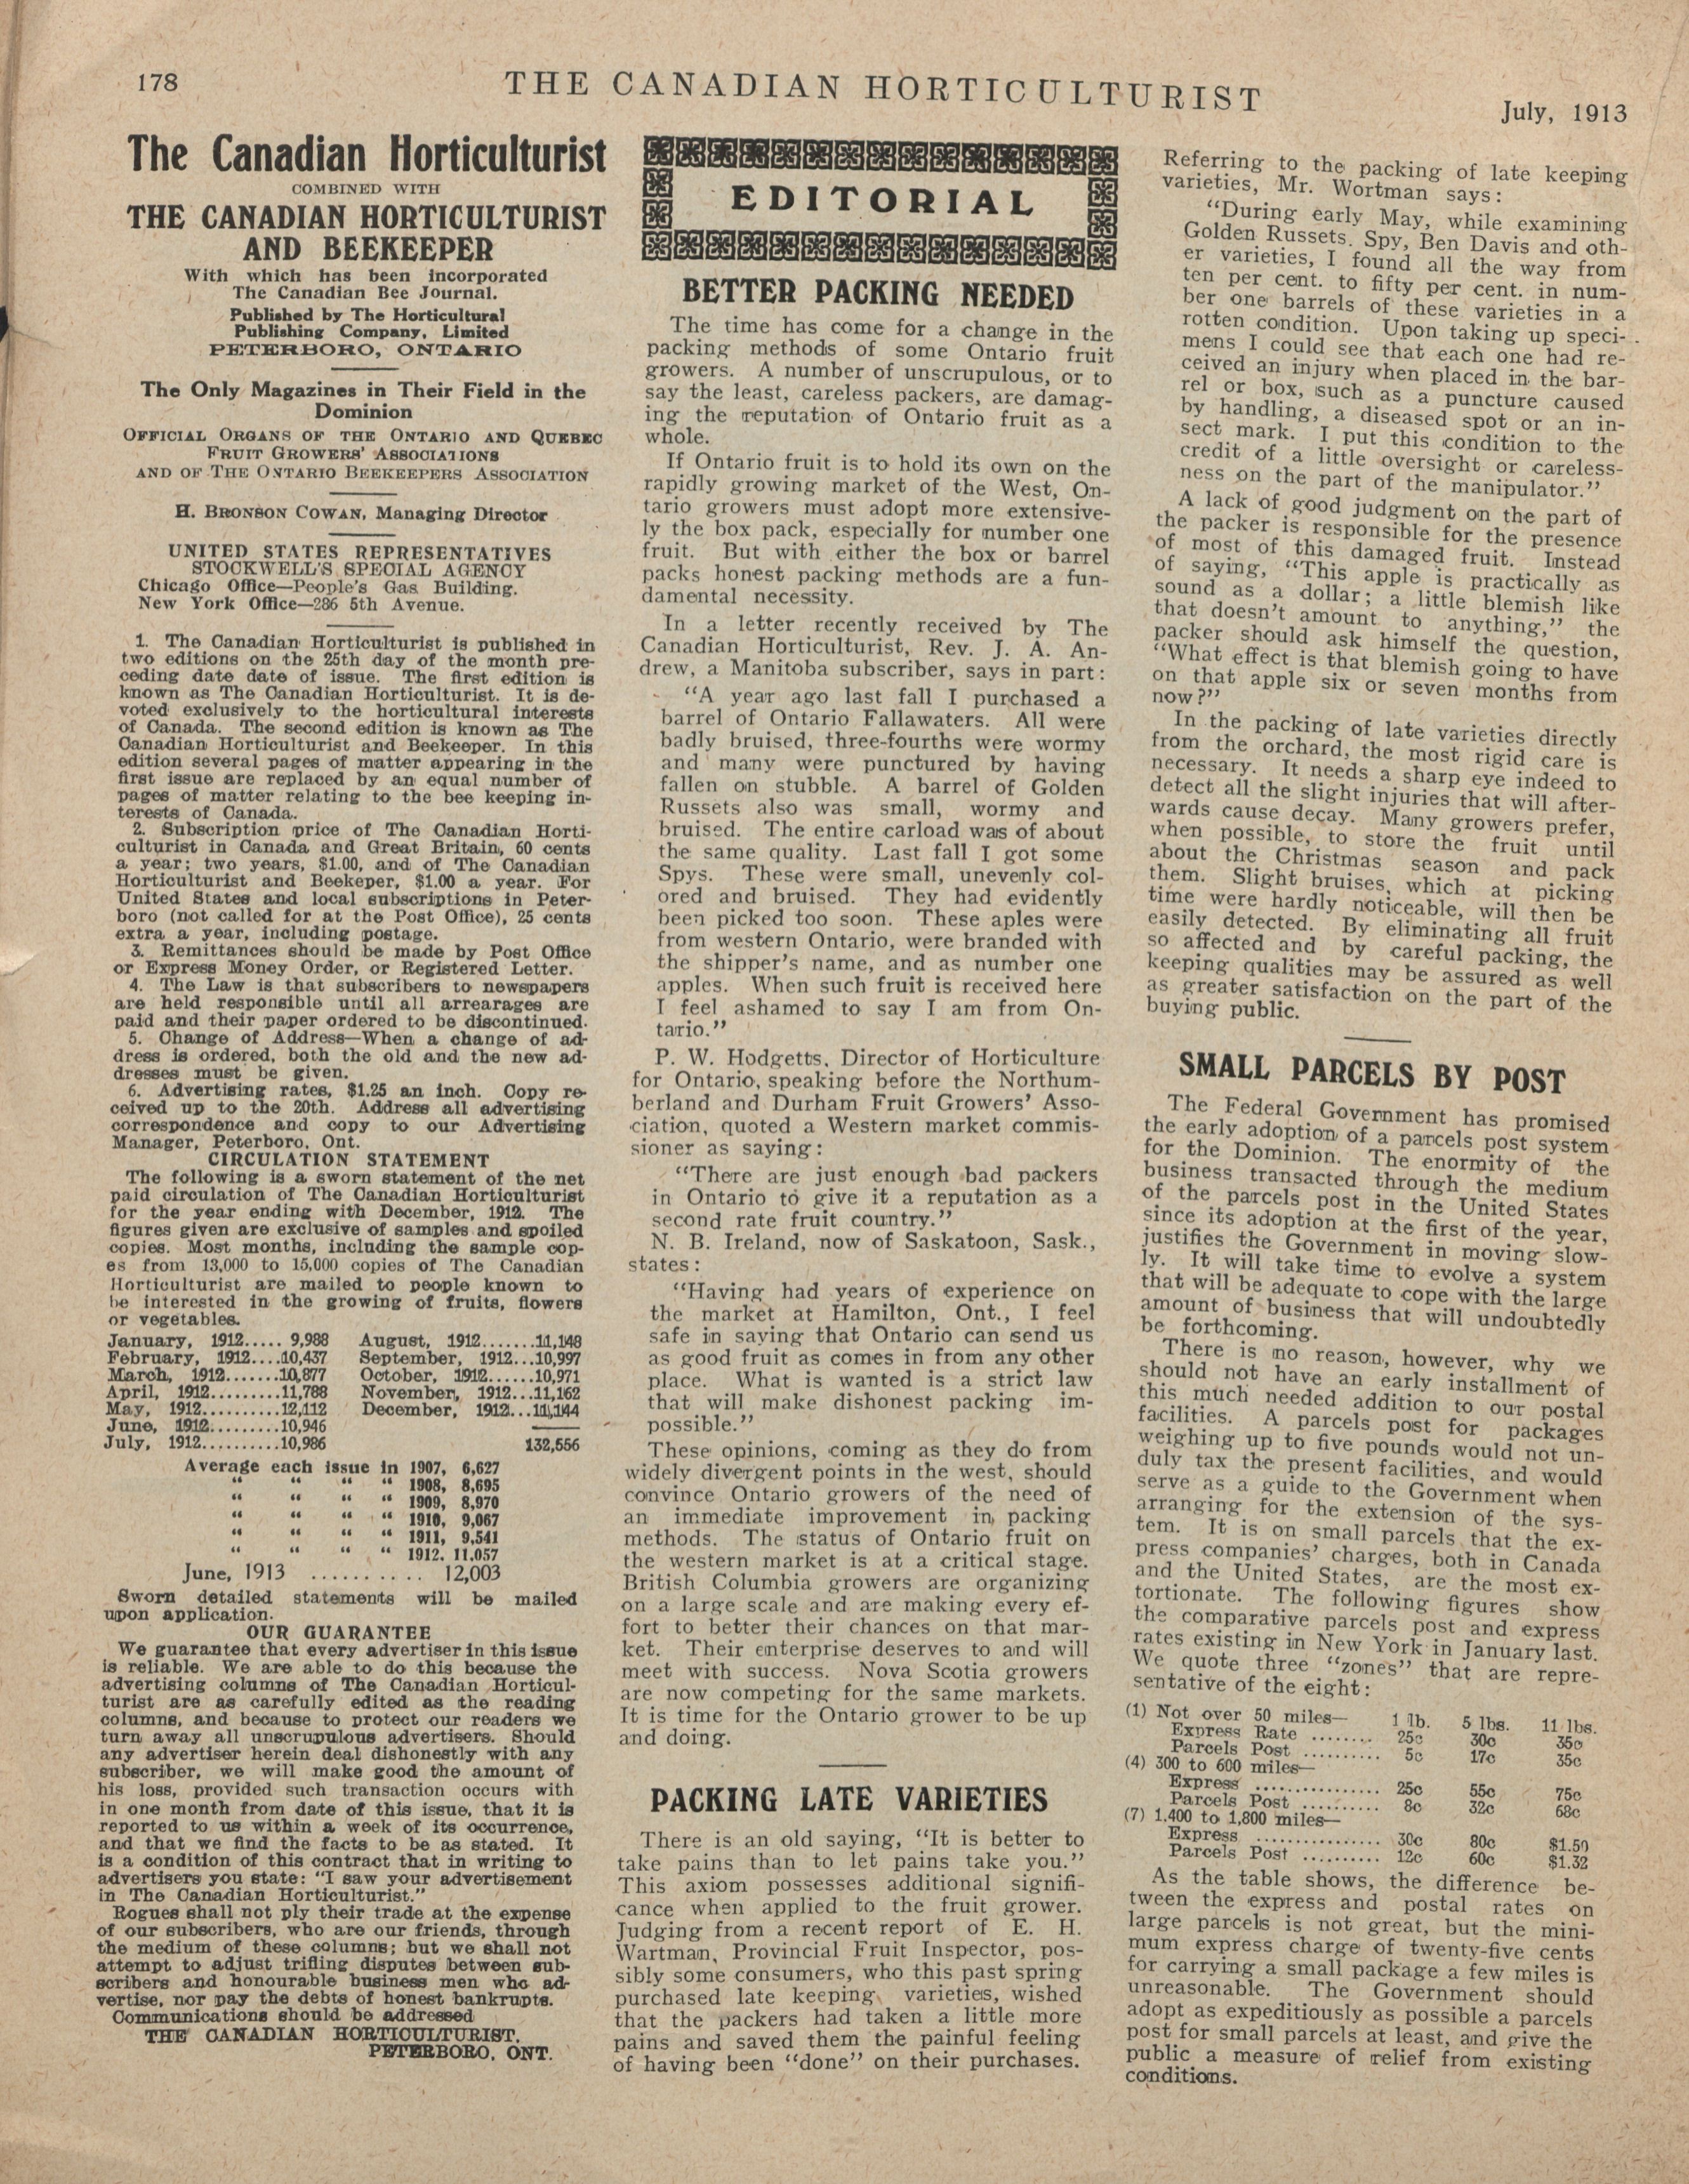 178
THE CANADIAN HORTICULTURIST
July, 1913
The Canadian Horticulturist
COMBINED WITH
THE CANADIAN HORTICULTURIST
AND BEEKEEPER
With which has been incorporated
The Canadian Bee Journal.
Published by The Horticultural
Publishing Company, Limited
PETERBORO, ONTARIO
The Only Magazines in Their Field in the
Dominion
OFFICIAL ORGANS OF THE ONTARIO AND QUEBEC
FRUIT GROWERS' ASSOCIATIONS
AND OF THE ONTARIO BEEKEEPERS ASSOCIATION
H. BRONSON COWAN, Managing Director
UNITED STATES REPRESENTATIVES
STOCKWELL'S SPECIAL AGENCY
Chicago Office—People's Gas Building.
New York Office—286 5th Avenue.
1. The Canadian Horticulturist is published in
two editions on the 25th day of the month pre-
ceding date date of issue. The first edition is
known as The Canadian Horticulturist. It is de-
voted exclusively to the horticultural interests
of Canada. The second edition is known as The
Canadian Horticulturist and Beekeeper. In this
edition several pages of matter appearing in the
first issue are replaced by an equal number of
pages of matter relating to the bee keeping in-
terests of Canada.
2. Subscription price of The Canadian Horti-
culturist in Canada and Great Britain, 60 cents
a year; two years, $1.00, and of The Canadian
Horticulturist and Beekeper, $1.00 a year. For
United States and local subscriptions in Peter-
boro (not called for at the Post Office), 25 cents
extra a year, including postage.
3. Remittances should be made by Post Office
or Express Money Order, or Registered Letter.
4. The Law is that subscribers to newspapers
are held responsible until all arrearages are
paid and their paper ordered to be discontinued.
5. Change of Address—When a change of ad-
dress is ordered, both the old and the new ad-
dresses must be given.
6. Advertising rates, $1.25 an inch. Copy re-
ceived up to the 20th. Address all advertising
correspondence and copy to our Advertising
Manager, Peterboro, Ont.
CIRCULATION STATEMENT
The following is a sworn statement of the net
paid circulation of The Canadian Horticulturist
for the year ending with December, 1912. The
figures given are exclusive of samples and spoiled
copies. Most months, including the sample cop-
es from 13,000 to 15,000 copies of The Canadian
Horticulturist are mailed to people known to
be interested in the growing of fruits, flowers
or vegetables.
January, 1912..... 9,988 August, 1912.......11,148
February, 1912....10,437 September, 1912...10,997
March, 1912.......10,877 October, 1912......10,971
April, 1912.........11,788 November, 1912...11,162
May, 1912..........12,112 December, 1912...11,144
June, 1912.........10,946
July, 1912..........10,986 132,556
Average each issue in 1907, 6,627
" " " " 1908, 8,695
" " " " 1909, 8,970
" " " " 1910, 9,067
" " " " 1911, 9,541
" " " " 1912. 11,057
June, 1913 .......... 12,003
Sworn detailed statements will be mailed
upon application.
OUR GUARANTEE
We guarantee that every advertiser in this issue
is reliable. We are able to do this because the
advertising columns of The Canadian Horticul-
turist are as carefully edited as the reading
columns, and because to protect our readers we
turn away all unscrupulous advertisers. Should
any advertiser herein deal dishonestly with any
subscriber, we will make good the amount of
his loss, provided such transaction occurs with
in one month from date of this issue, that it is
reported to us within a week of its occurrence,
and that we find the facts to be as stated. It
is a condition of this contract that in writing to
advertisers you state: "I saw your advertisement
in The Canadian Horticulturist."
Rogues shall not ply their trade at the expense
of our subscribers, who are our friends, through
the medium of these columns; but we shall not
attempt to adjust trifling disputes between sub-
scribers and honourable business men who ad-
vertise, nor pay the debts of honest bankrupts.
Communications should be addressed
THE CANADIAN HORTICULTURIST.
PETERBORO, ONT.
EDITORIAL
BETTER PACKING NEEDED
The time has come for a change in the
packing methods of some Ontario fruit
growers. A number of unscrupulous, or to
say the least, careless packers, are damag-
ing the reputation of Ontario fruit as a
whole.
If Ontario fruit is to hold its own on the
rapidly growing market of the West, On-
tario growers must adopt more extensive-
ly the box pack, especially for number one
fruit. But with either the box or barrel
packs honest packing methods are a fun-
damental necessity.
In a letter recently received by The
Canadian Horticulturist, Rev. J. A. An-
drew, a Manitoba subscriber, says in part:
"A year ago last fall I purchased a
barrel of Ontario Fallawaters. All were
badly bruised, three-fourths were wormy
and many were punctured by having
fallen on stubble. A barrel of Golden
Russets also was small, wormy and
bruised. The entire carload was of about
the same quality. Last fall I got some
Spys. These were small, unevenly col-
ored and bruised. They had evidently
been picked too soon. These aples were
from western Ontario, were branded with
the shipper's name, and as number one
apples. When such fruit is received here
I feel ashamed to say I am from On-
tario."
P. W. Hodgetts, Director of Horticulture
for Ontario, speaking before the Northum-
berland and Durham Fruit Growers' Asso-
ciation, quoted a Western market commis-
sioner as saying:
"There are just enough bad packers
in Ontario to give it a reputation as a
second rate fruit country."
N. B. Ireland, now of Saskatoon, Sask.,
states:
"Having had years of experience on
the market at Hamilton, Ont., I feel
safe in saying that Ontario can send us
as good fruit as comes in from any other
place. What is wanted is a strict law
that will make dishonest packing im-
possible."
These opinions, coming as they do from
widely divergent points in the west, should
convince Ontario growers of the need of
an immediate improvement in packing
methods. The status of Ontario fruit on
the western market is at a critical stage.
British Columbia growers are organizing
on a large scale and are making every ef-
fort to better their chances on that mar-
ket. Their enterprise deserves to and will
meet with success. Nova Scotia growers
are now competing for the same markets.
It is time for the Ontario grower to be up
and doing.
PACKING LATE VARIETIES
There is an old saying, "It is better to
take pains than to let pains take you."
This axiom possesses additional signifi-
cance when applied to the fruit grower.
Judging from a recent report of E. H.
Wartman, Provincial Fruit Inspector, pos-
sibly some consumers, who this past spring
purchased late keeping varieties, wished
that the packers had taken a little more
pains and saved them the painful feeling
of having been "done" on their purchases.
Referring to the packing of late keeping
varieties, Mr. Wortman says:
"During early May, while examining
Golden Russets. Spy, Ben Davis and oth-
er varieties, I found all the way from
ten per cent. to fifty per cent. in num-
ber one barrels of these varieties in a
rotten condition. Upon taking up speci-
mens I could see that each one had re-
ceived an injury when placed in the bar-
rel or box, such as a puncture caused
by handling, a diseased spot or an in-
sect mark. I put this condition to the
credit of a little oversight or careless-
ness on the part of the manipulator."
A lack of good judgment on the part of
the packer is responsible for the presence
of most of this damaged fruit. Instead
of saying, "This apple is practically as
sound as a dollar; a little blemish like
that doesn't amount to anything," the
packer should ask himself the question,
"What effect is that blemish going to have
on that apple six or seven months from
now?"
In the packing of late varieties directly
from the orchard, the most rigid care is
necessary. It needs a sharp eye indeed to
detect all the slight injuries that will after-
wards cause decay. Many growers prefer,
when possible, to store the fruit until
about the Christmas season and pack
them. Slight bruises, which at picking
time were hardly noticeable, will then be
easily detected. By eliminating all fruit
so affected and by careful packing, the
keeping qualities may be assured as well
as greater satisfaction on the part of the
buying public.
SMALL PARCELS BY POST
The Federal Government has promised
the early adoption of a parcels post system
for the Dominion. The enormity of the
business transacted through the medium
of the parcels post in the United States
since its adoption at the first of the year,
justifies the Government in moving slow-
ly. It will take time to evolve a system
that will be adequate to cope with the large
amount of business that will undoubtedly
be forthcoming.
There is no reason, however, why we
should not have an early installment of
this much needed addition to our postal
facilities. A parcels post for packages
weighing up to five pounds would not un-
duly tax the present facilities, and would
serve as a guide to the Government when
arranging for the extension of the sys-
tem. It is on small parcels that the ex-
press companies' charges, both in Canada
and the United States, are the most ex-
tortionate. The following figures show
the comparative parcels post and express
rates existing in New York in January last.
We quote three "zones" that are repre-
sentative of the eight:
(1) Not over 50 miles— 1 lb. 5 lbs. 11 lbs.
Express Rate ........ 25c 30c 35c
Parcels Post .......... 5c 17c 35c
(4) 300 to 600 miles—
Express ................ 25c 55c 75c
Parcels Post .......... 8c 32c 68c
(7) 1.400 to 1,800 miles—
Express ................ 30c 80c $1.50
Parcels Post .......... 12c 60c $1.32
As the table shows, the difference be-
tween the express and postal rates on
large parcels is not great, but the mini-
mum express charge of twenty-five cents
for carrying a small package a few miles is
unreasonable. The Government should
adopt as expeditiously as possible a parcels
post for small parcels at least, and give the
public a measure of relief from existing
conditions.